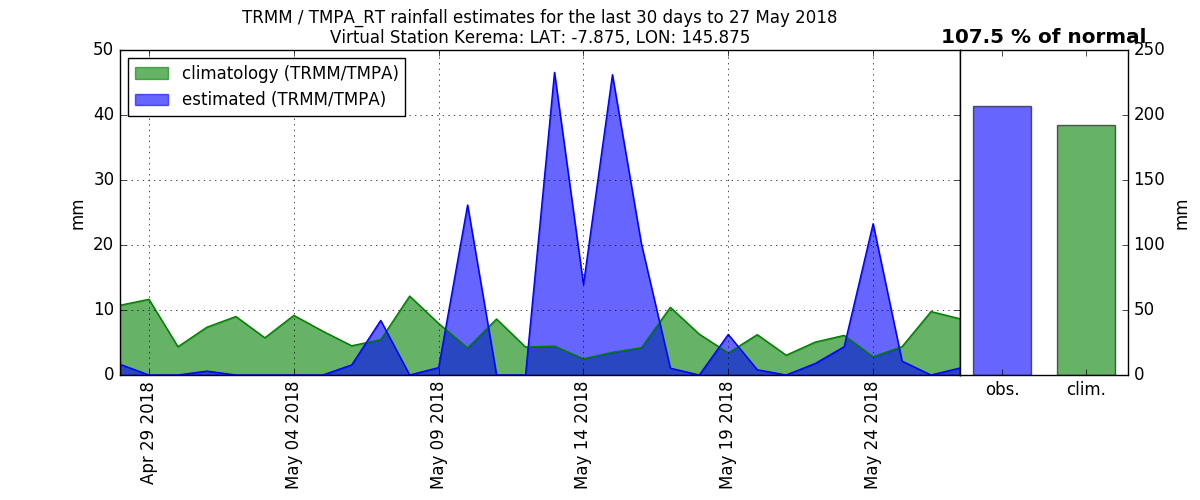 TRMM / TMPA_RT rainfall estimates for the last 30 days to 27 May 2018
Virtual Station Kerema: LAT: -7.875, LON: 145.875
107.5 % of normal
climatology (TRMM/TMPA)
estimated (TRMM/TMPA)
50
40
30
20
10
0
mm
250
200
150
100
50
0
mm
obs.
clim.
Apr 29 2018
May 04 2018
May 09 2018
May 14 2018
May 19 2018
May 24 2018